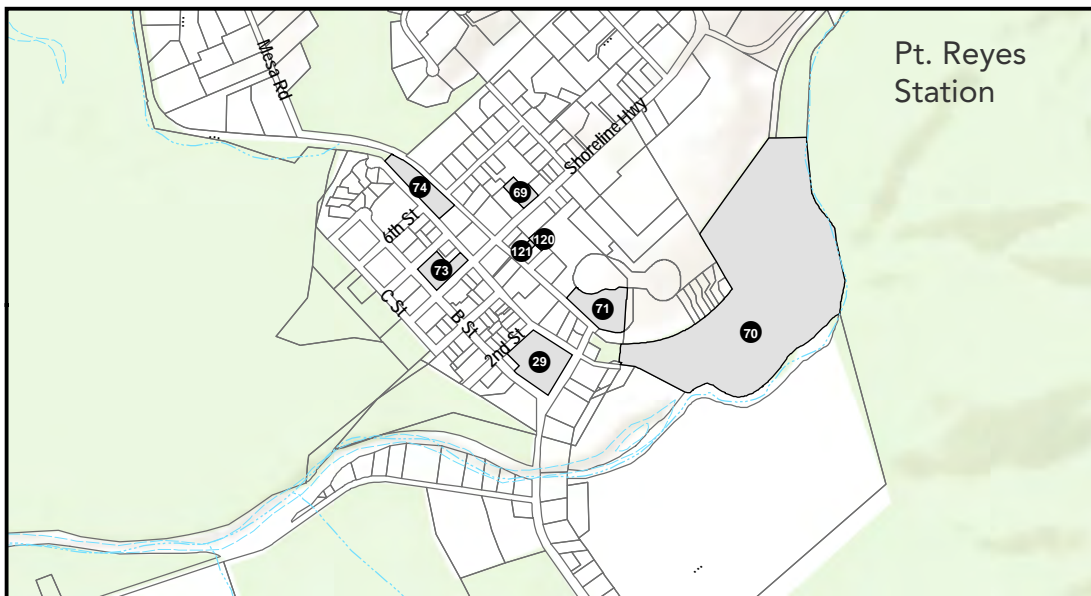 Pt. Reyes
Station
Mesa Rd
Shoreline Hwy
74
69
6th St
120
121
73
C St
B St
71
2nd St
70
29